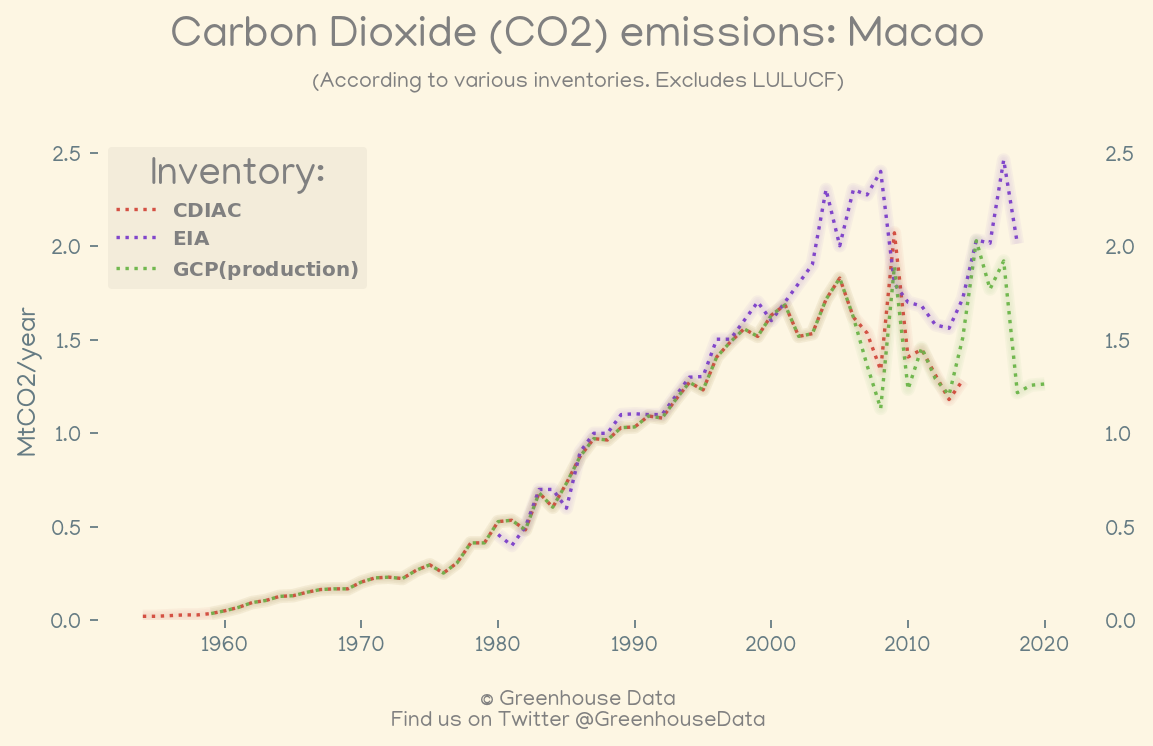 Carbon Dioxide (CO2) emissions: Macao
(According to various inventories. Excludes LULUCF)
Inventory:
CDIAC
EIA
GCP(production)
MtCO2/year
2.5
2.0
1.5
1.0
0.5
0.0
2.5
2.0
1.5
1.0
0.5
0.0
1960 1970 1980 1990 2000 2010 2020
© Greenhouse Data
Find us on Twitter @GreenhouseData